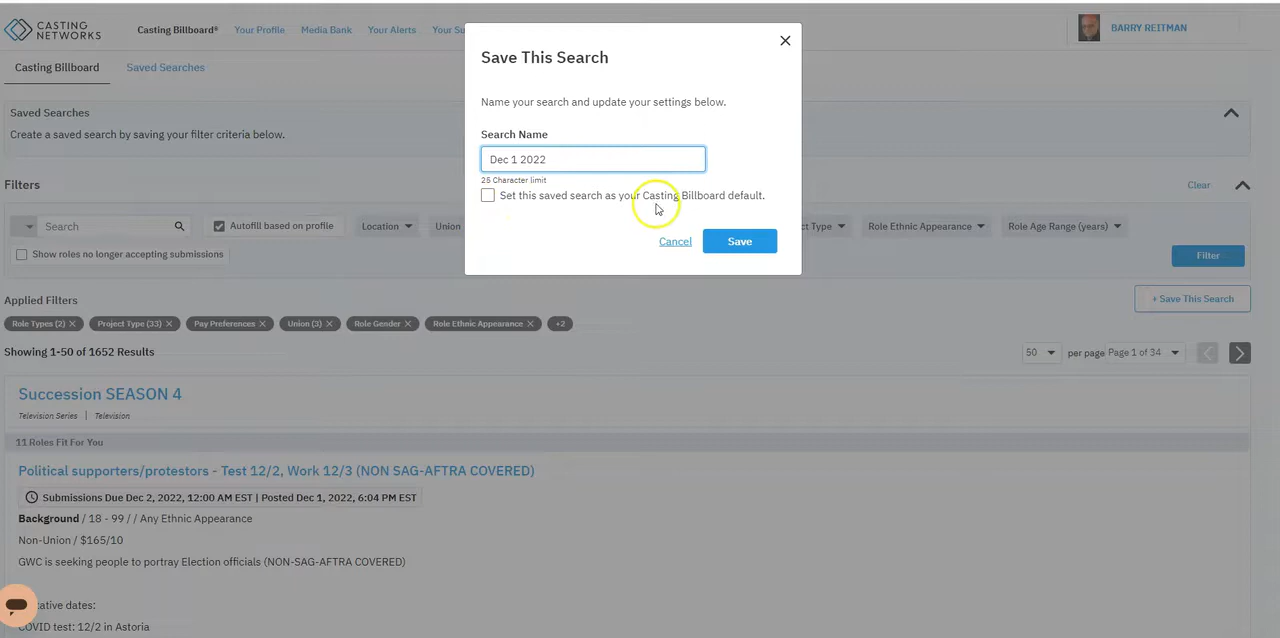 CASTING
NETWORKS
Casting Billboard®
Your Profile
Media Bank
Your Alerts
Your Su
BARRY REITMAN
Casting Billboard
Saved Searches
Saved Searches
Create a saved search by saving your filter criteria below.
Save This Search
Name your search and update your settings below.
Search Name
Dec 1 2022
25 Character limit
Set this saved search as your Casting Billboard default.
Cancel
Save
Filters
Clear
Search
Autofill based on profile
Location
Union
ct Type
Role Ethnic Appearance
Role Age Range (years)
Show roles no longer accepting submissions
Filter
Applied Filters
+ Save This Search
Role Types (2) X
Project Type (33) X
Pay Preferences X
Union (3) X
Role Gender X
Role Ethnic Appearance X
+2
Showing 1-50 of 1652 Results
50
per page
Page 1 of 34
Succession SEASON 4
Television Series | Television
11 Roles Fit For You
Political supporters/protestors - Test 12/2, Work 12/3 (NON SAG-AFTRA COVERED)
Submissions Due Dec 2, 2022, 12:00 AM EST | Posted Dec 1, 2022, 6:04 PM EST
Background / 18 - 99 / / Any Ethnic Appearance
Non-Union / $165/10
GWC is seeking people to portray Election officials (NON-SAG-AFTRA COVERED)
tative dates:
COVID test: 12/2 in Astoria